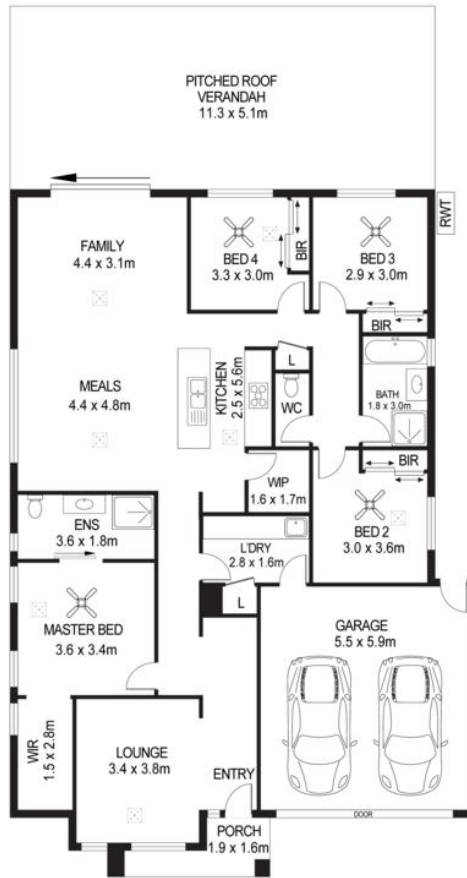 PITCHED ROOF
VERANDAH
11.3 x 5.1m
RWT
FAMILY
4.4 x 3.1m
BED 4
3.3 x 3.0m
BIR
BED 3
2.9 x 3.0m
BIR
MEALS
4.4 x 4.8m
KITCHEN
2.5 x 5.6m
L
WC
BATH
1.8 x 3.0m
WIP
1.6 x 1.7m
BIR
BED 2
3.0 x 3.6m
ENS
3.6 x 1.8m
L'DRY
2.8 x 1.6m
L
MASTER BED
3.6 x 3.4m
GARAGE
5.5 x 5.9m
WIR
1.5 x 2.8m
LOUNGE
3.4 x 3.8m
ENTRY
DOOR
PORCH
1.9 x 1.6m